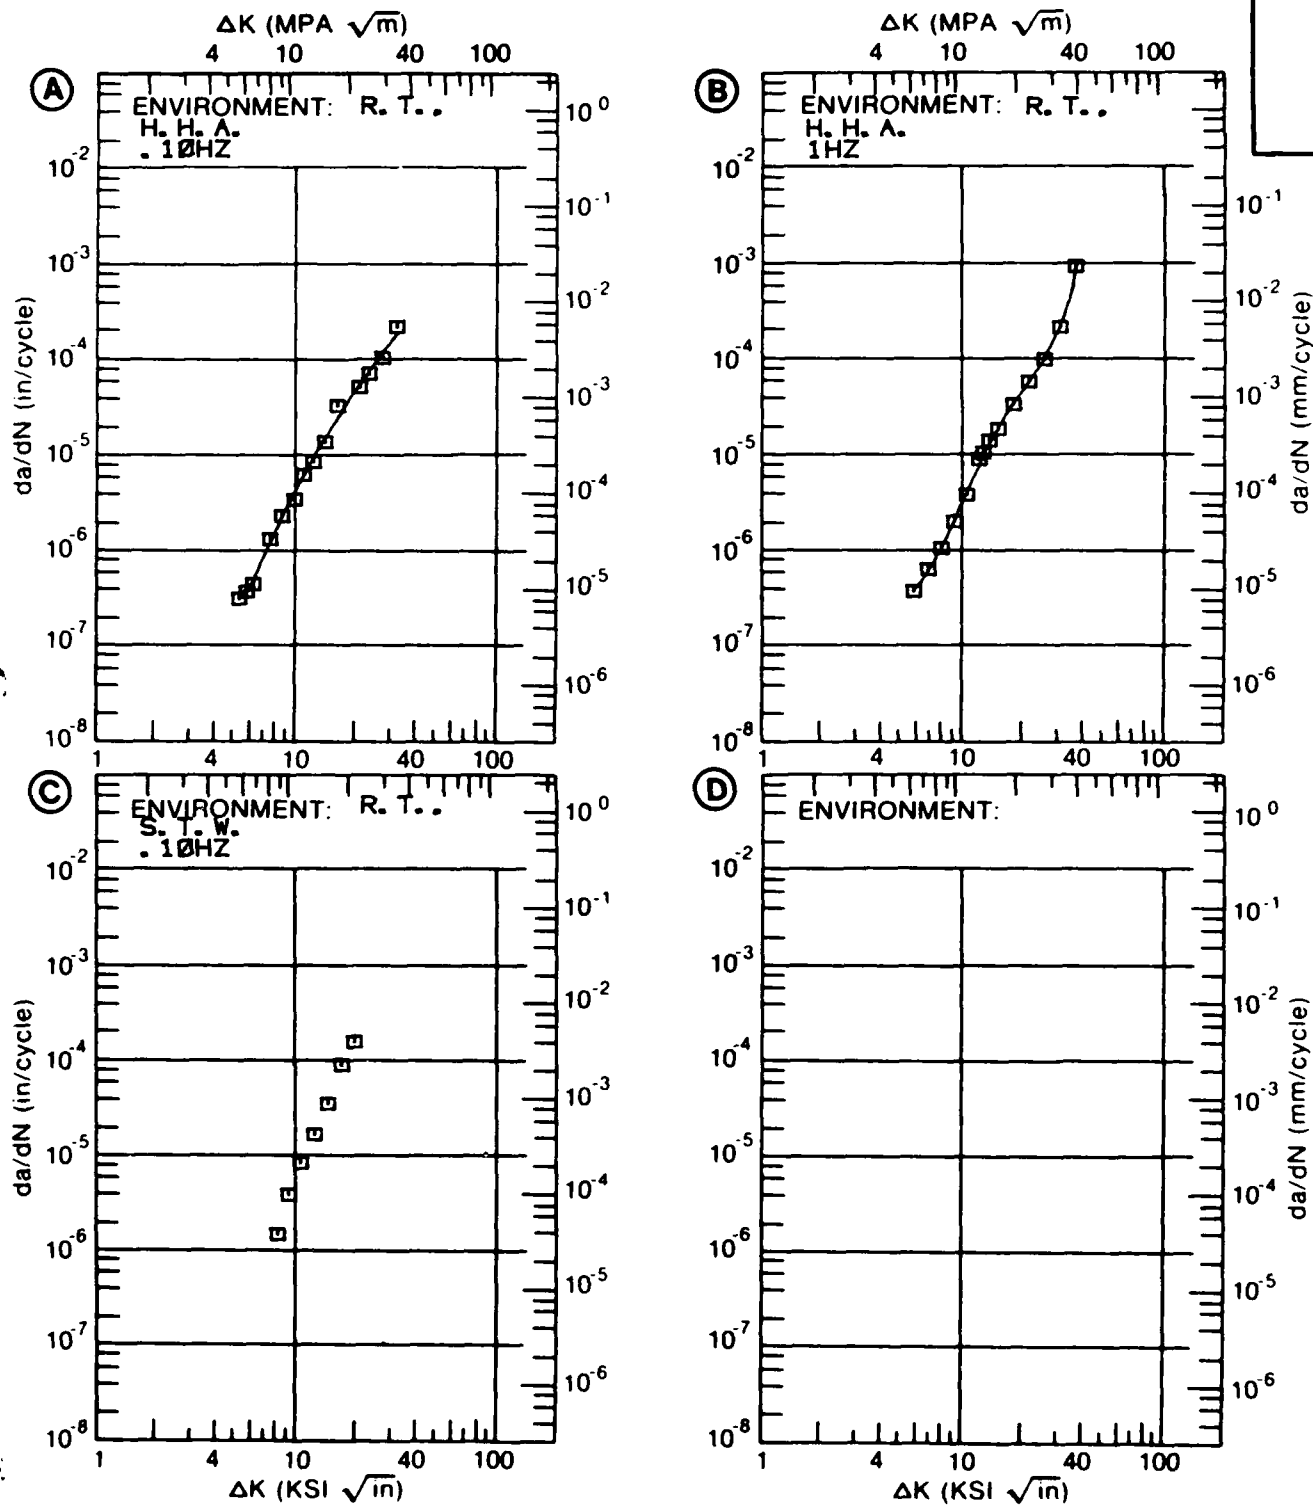 ΔK (MPA √m)
4 10 40 100
A
ENVIRONMENT: R. T. .
H. H. A.
. 10HZ
10^-2
10^-3
10^-4
10^-5
10^-6
10^-7
10^-8
da/dN (in/cycle)
10^0
10^-1
10^-2
10^-3
10^-4
10^-5
10^-6
1 4 10 40 100
ΔK (MPA √m)
4 10 40 100
B
ENVIRONMENT: R. T. .
H. H. A.
1HZ
10^-2
10^-3
10^-4
10^-5
10^-6
10^-7
10^-8
10^-1
10^-2
10^-3
10^-4
10^-5
10^-6
da/dN (mm/cycle)
1 4 10 40 100
C
ENVIRONMENT: R. T. .
S. T. W.
. 10HZ
10^-2
10^-3
10^-4
10^-5
10^-6
10^-7
10^-8
da/dN (in/cycle)
10^0
10^-1
10^-2
10^-3
10^-4
10^-5
10^-6
1 4 10 40 100
ΔK (KSI √in)
D
ENVIRONMENT:
10^-2
10^-3
10^-4
10^-5
10^-6
10^-7
10^-8
10^0
10^-1
10^-2
10^-3
10^-4
10^-5
10^-6
da/dN (mm/cycle)
1 4 10 40 100
ΔK (KSI √in)